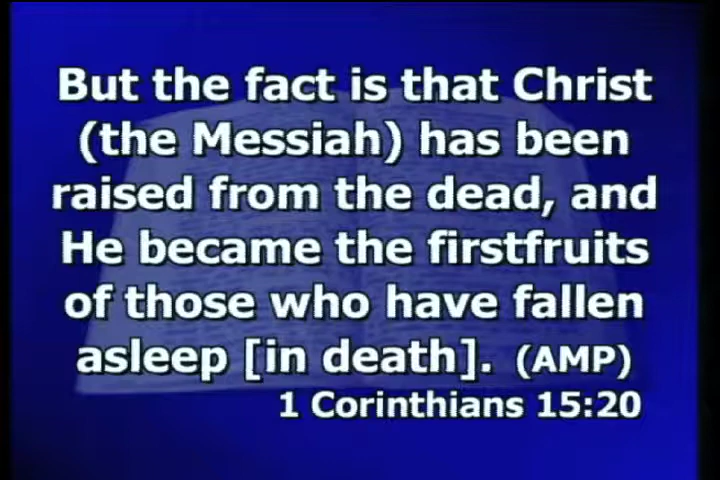 But the fact is that Christ
(the Messiah) has been
raised from the dead, and
He became the firstfruits
of those who have fallen
asleep [in death]. (AMP)
1 Corinthians 15:20